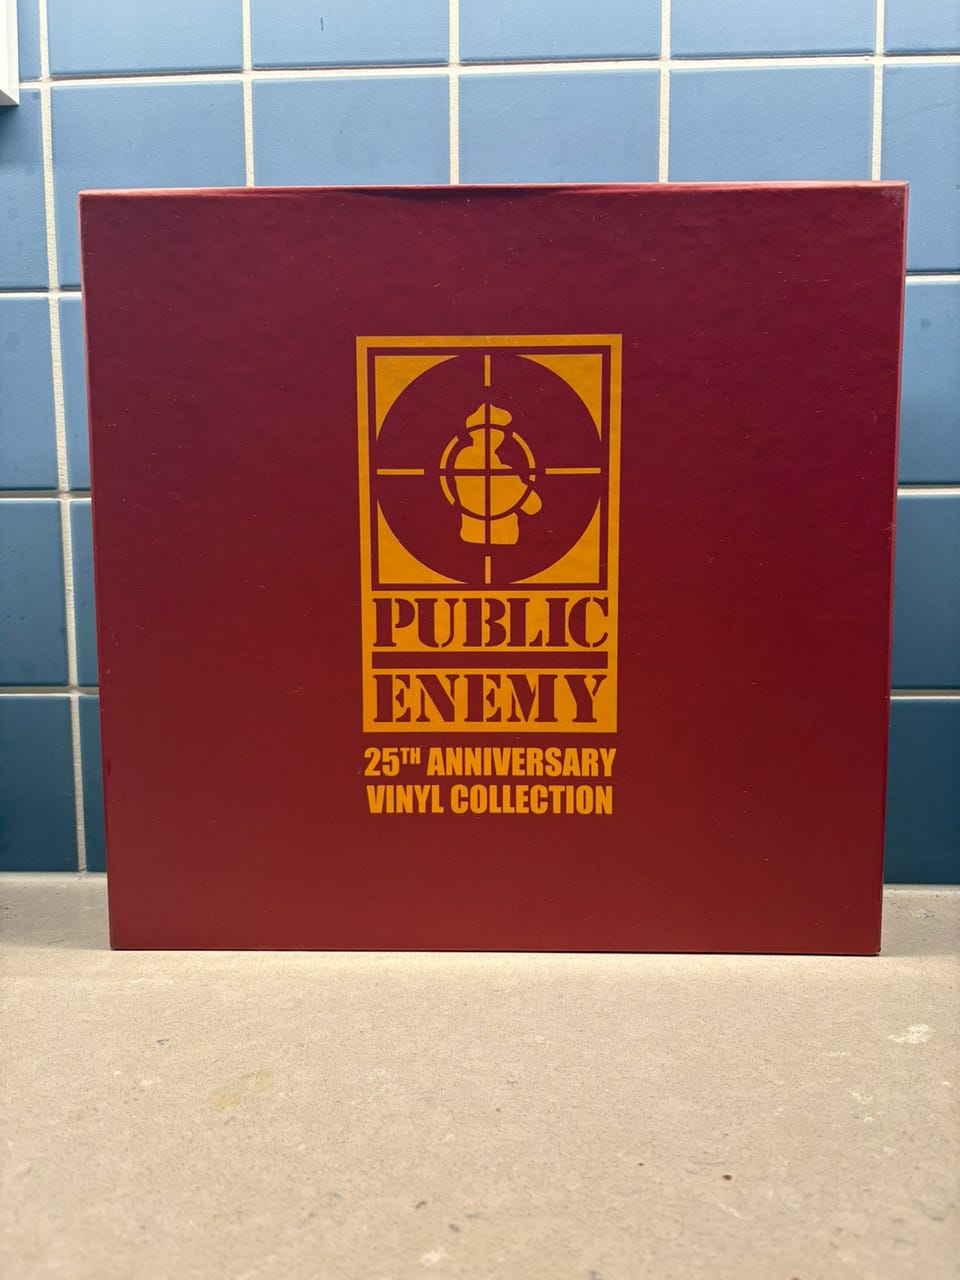 PUBLIC
ENEMY
25TH ANNIVERSARY
VINYL COLLECTION